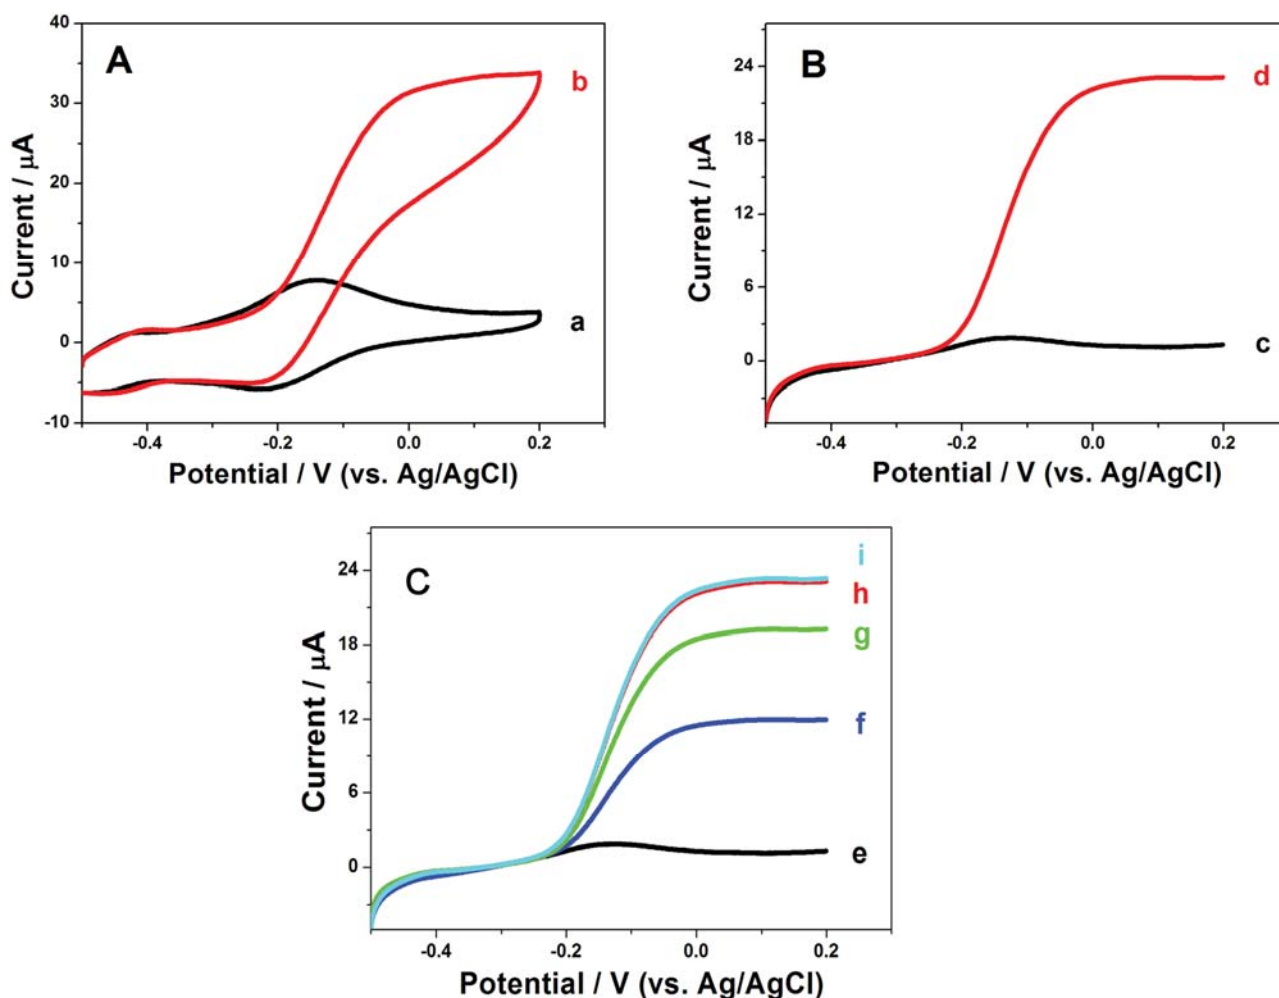 A
b
a
40
30
20
10
0
-10
-0.4 -0.2 0.0 0.2
Current / μA
Potential / V (vs. Ag/AgCl)
B
d
c
24
18
12
6
0
-0.4 -0.2 0.0 0.2
Current / μA
Potential / V (vs. Ag/AgCl)
C
i
h
g
f
e
24
18
12
6
0
-0.4 -0.2 0.0 0.2
Current / μA
Potential / V (vs. Ag/AgCl)